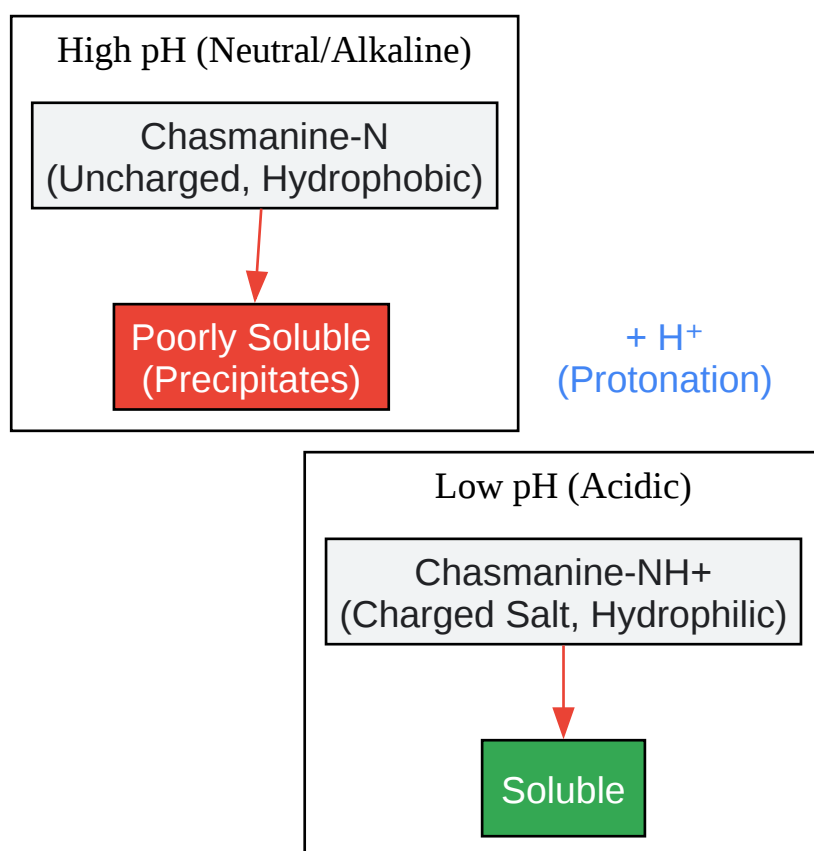 High pH (Neutral/Alkaline)
Chasmanine-N
(Uncharged, Hydrophobic)
Poorly Soluble
(Precipitates)
+ H⁺
(Protonation)
Low pH (Acidic)
Chasmanine-NH+
(Charged Salt, Hydrophilic)
Soluble